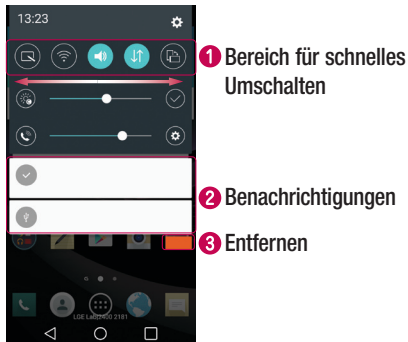 13:23
1 Bereich für schnelles
Umschalten
2 Benachrichtigungen
3 Entfernen